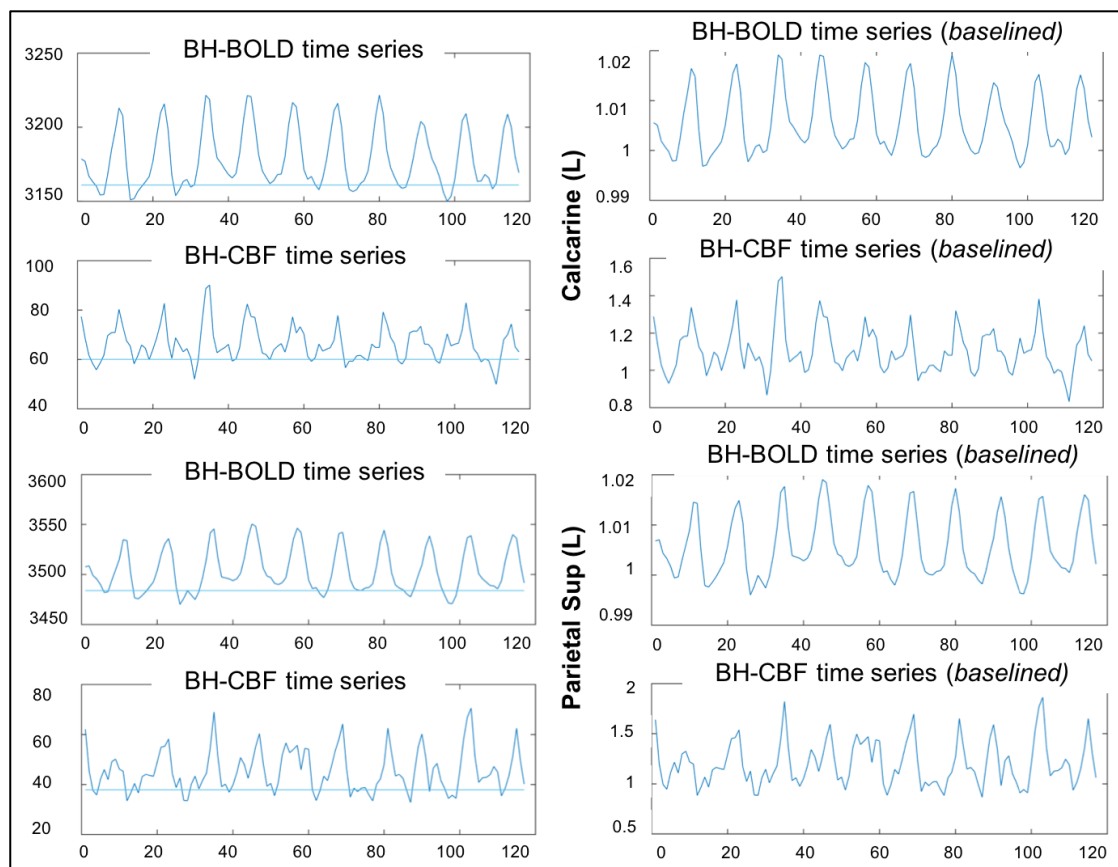 BH-BOLD time series
3250
3200
3150
0 20 40 60 80 100 120
BH-CBF time series
100
80
60
40
0 20 40 60 80 100 120
BH-BOLD time series
3600
3550
3500
3450
0 20 40 60 80 100 120
BH-CBF time series
80
60
40
20
0 20 40 60 80 100 120
Calcarine (L)
BH-BOLD time series (baselined)
1.02
1.01
1
0.99
0 20 40 60 80 100 120
BH-CBF time series (baselined)
1.6
1.4
1.2
1
0.8
0 20 40 60 80 100 120
Parietal Sup (L)
BH-BOLD time series (baselined)
1.02
1.01
1
0.99
0 20 40 60 80 100 120
BH-CBF time series (baselined)
2
1.5
1
0.5
0 20 40 60 80 100 120